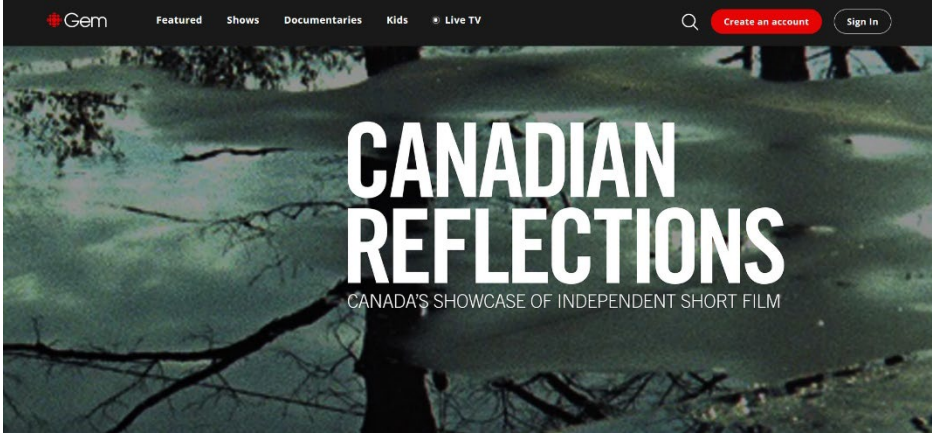 Gem
Featured Shows Documentaries Kids Live TV
Create an account
Sign In
CANADIAN
REFLECTIONS
CANADA'S SHOWCASE OF INDEPENDENT SHORT FILM